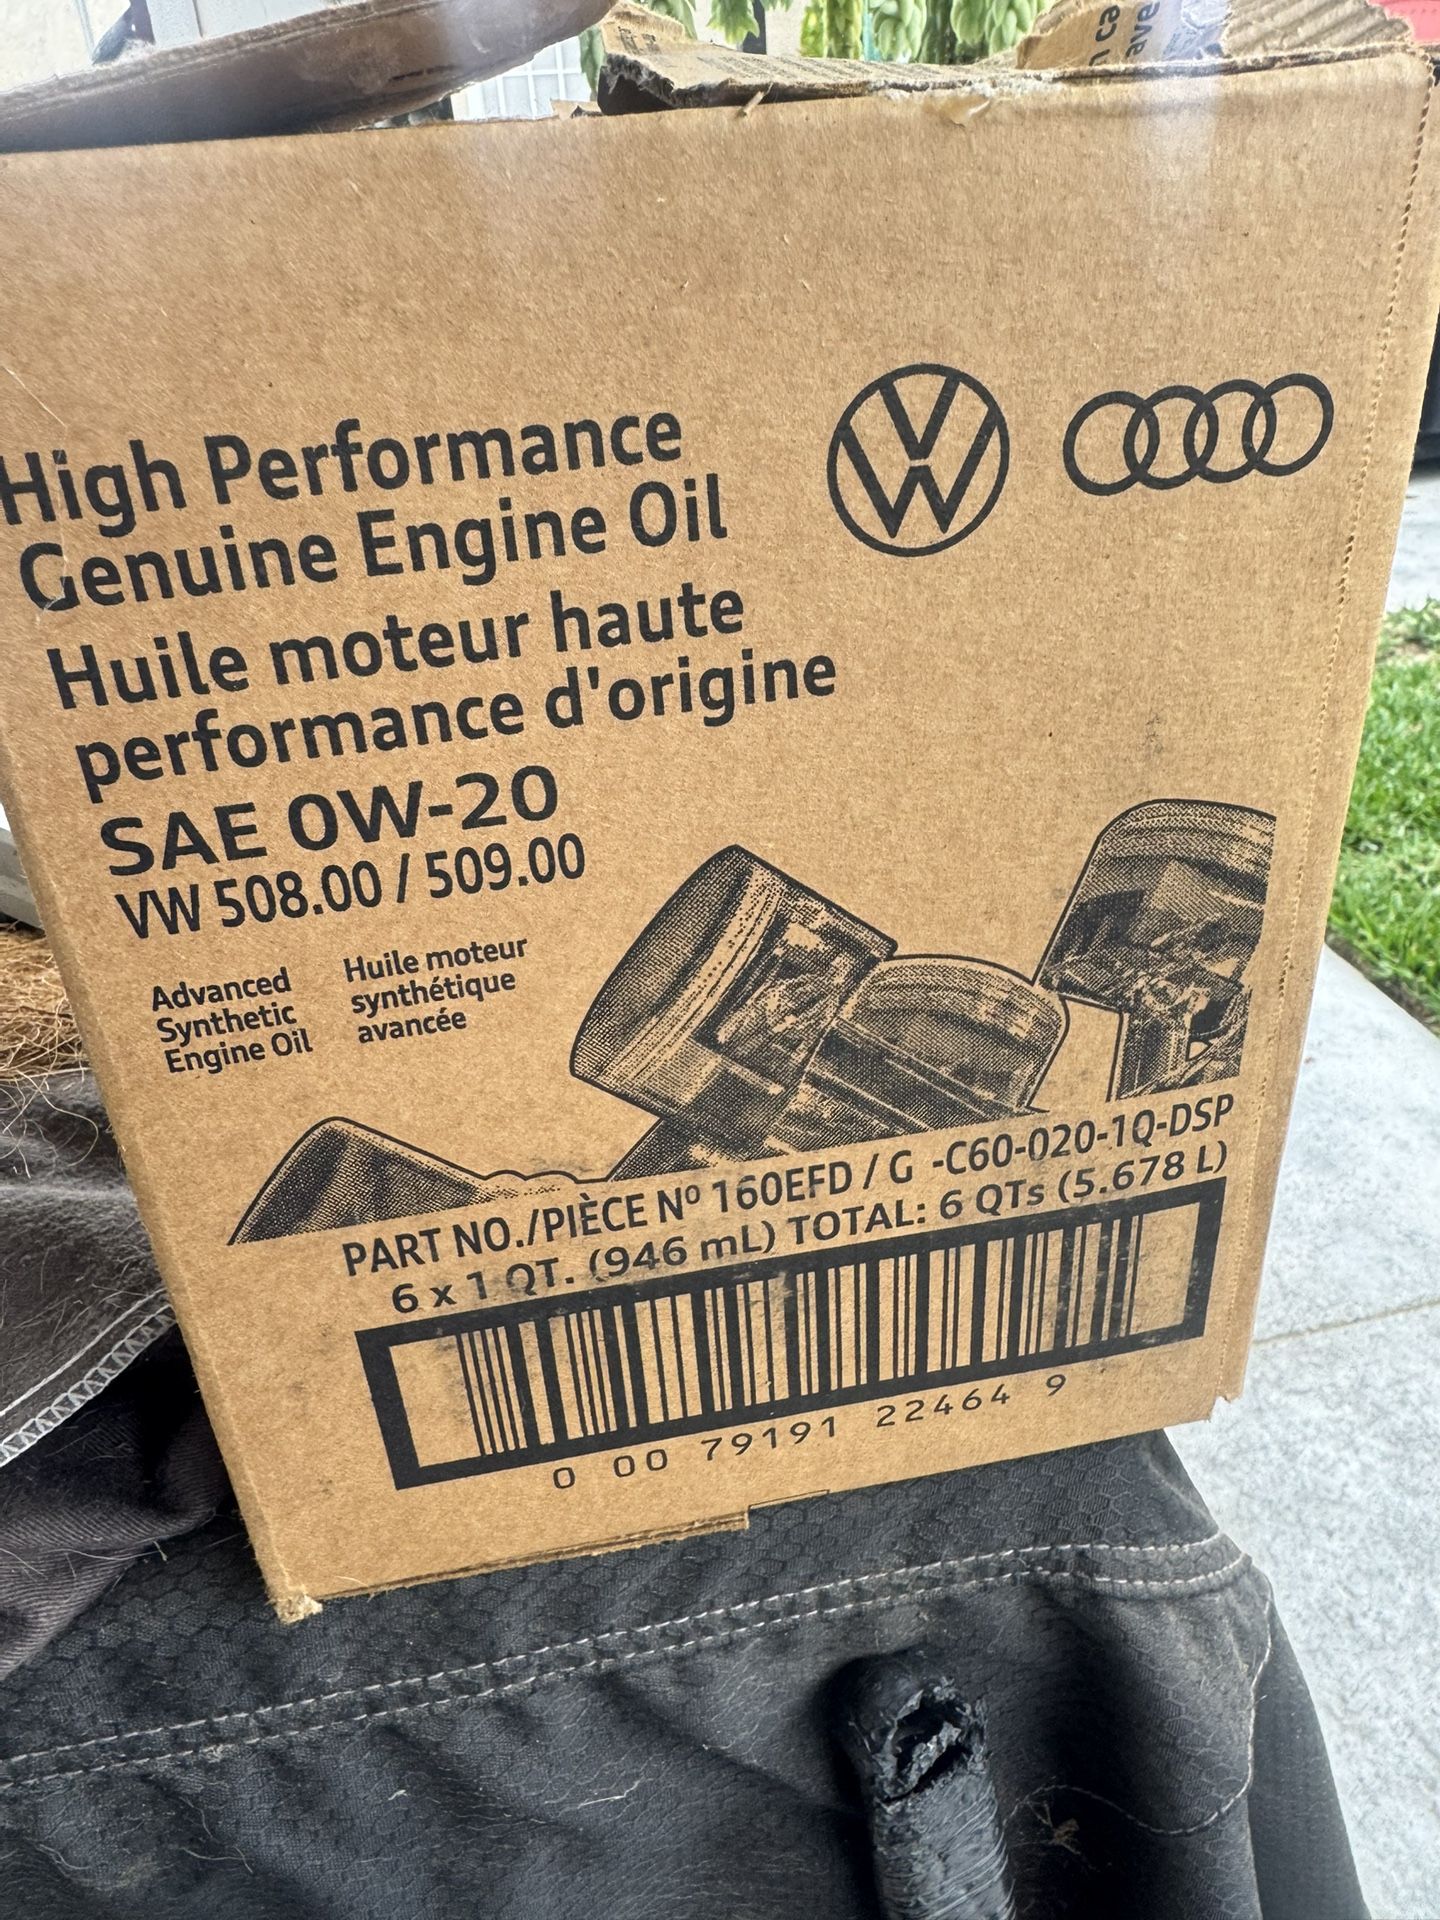 n ca
ave
High Performance
Genuine Engine Oil
Huile moteur haute
performance d'origine
SAE 0W-20
VW 508.00 / 509.00
Advanced
Synthetic
Engine Oil
Huile moteur
synthétique
avancée
PART NO./PIÈCE Nº 160EFD / G -C60-020-1Q-DSP
6 x 1 QT. (946 mL) TOTAL: 6 QTs (5.678 L)
0 00 79191 22464 9